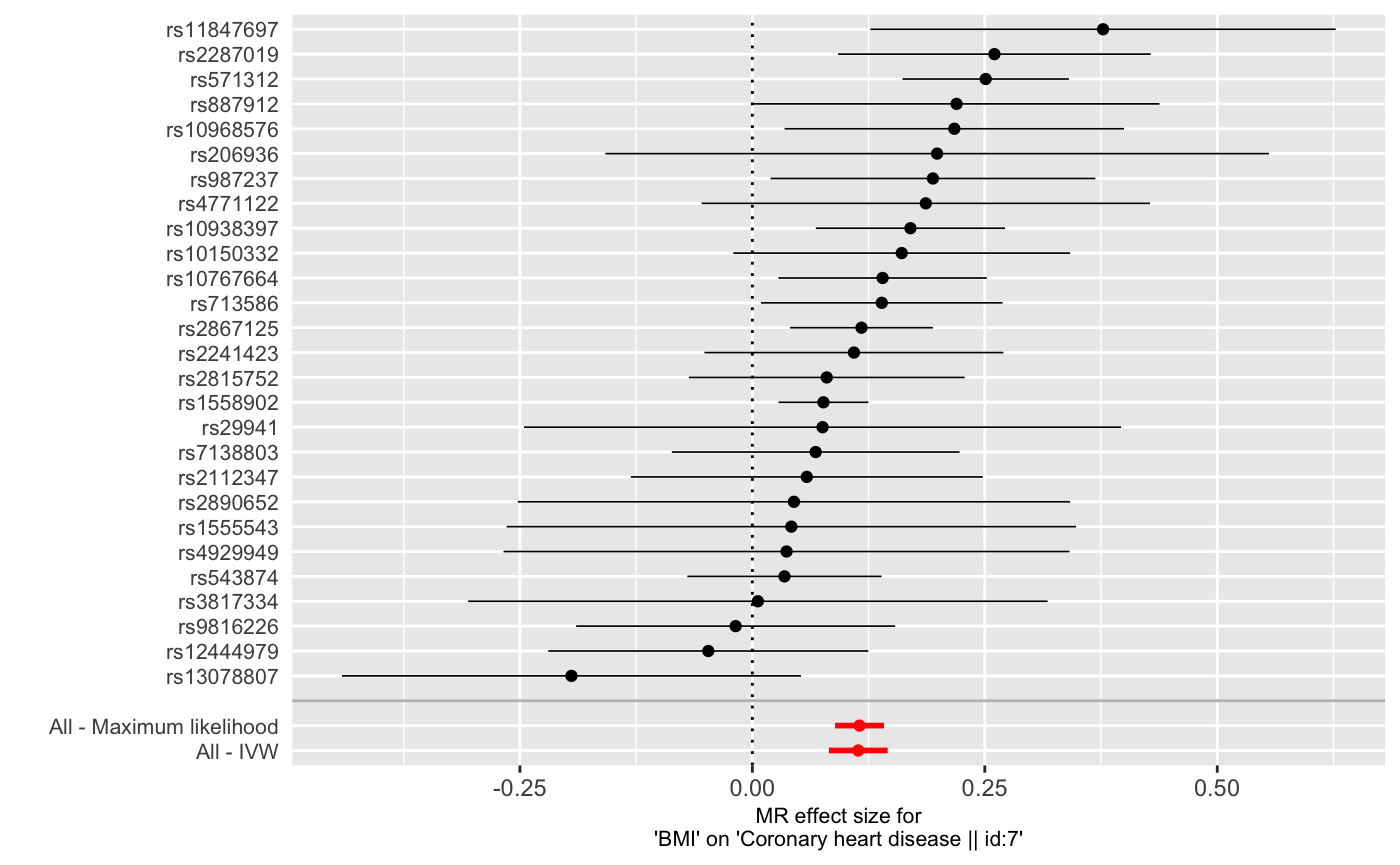 rs11847697
rs2287019
rs571312
rs887912
rs10968576
rs206936
rs987237
rs4771122
rs10938397
rs10150332
rs10767664
rs713586
rs2867125
rs2241423
rs2815752
rs1558902
rs29941
rs7138803
rs2112347
rs2890652
rs1555543
rs4929949
rs543874
rs3817334
rs9816226
rs12444979
rs13078807
All - Maximum likelihood
All - IVW
-0.25 0.00 0.25 0.50
MR effect size for
'BMI' on 'Coronary heart disease || id:7'